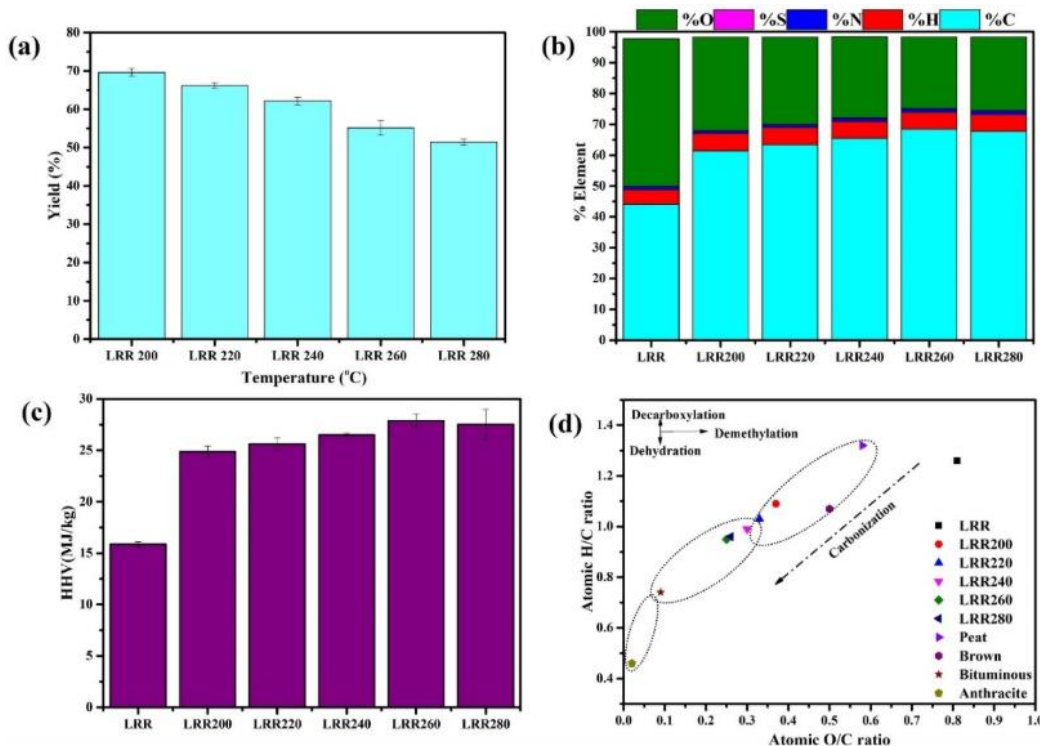 (a)
80
70
60
50
40
30
20
10
0
Yield (%)
LRR 200 LRR 220 LRR 240 LRR 260 LRR 280
Temperature (°C)
%O %S %N %H %C
(b)
100
90
80
70
60
50
40
30
20
10
0
% Element
LRR LRR200 LRR220 LRR240 LRR260 LRR280
(c)
30
25
20
15
10
5
0
HHV(MJ/kg)
LRR LRR200 LRR220 LRR240 LRR260 LRR280
(d)
1.4
1.2
1.0
0.8
0.6
0.4
Atomic H/C ratio
Decarboxylation
Demethylation
Dehydration
Carbonization
LRR
LRR200
LRR220
LRR240
LRR260
LRR280
Peat
Brown
Bituminous
Anthracite
0.0 0.1 0.2 0.3 0.4 0.5 0.6 0.7 0.8 0.9 1.0
Atomic O/C ratio